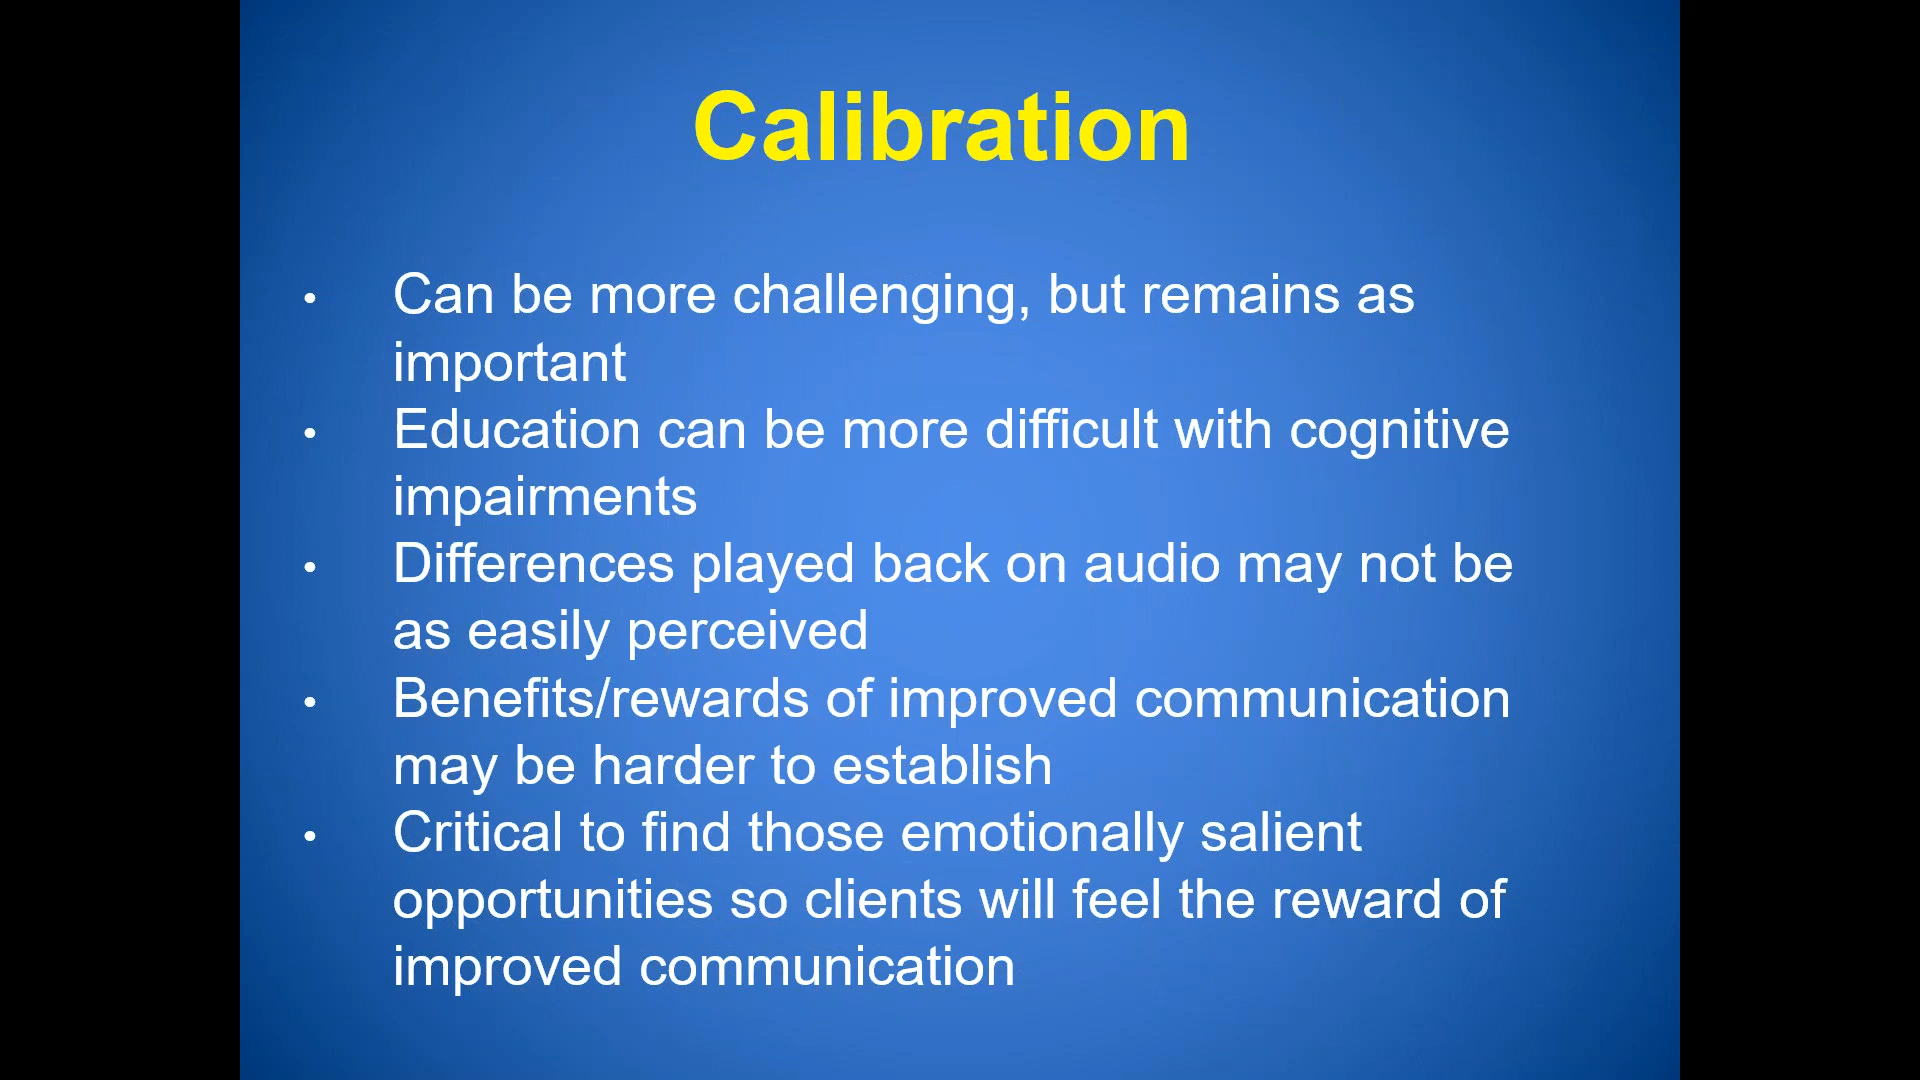 Calibration
• Can be more challenging, but remains as
important
• Education can be more difficult with cognitive
impairments
• Differences played back on audio may not be
as easily perceived
• Benefits/rewards of improved communication
may be harder to establish
• Critical to find those emotionally salient
opportunities so clients will feel the reward of
improved communication